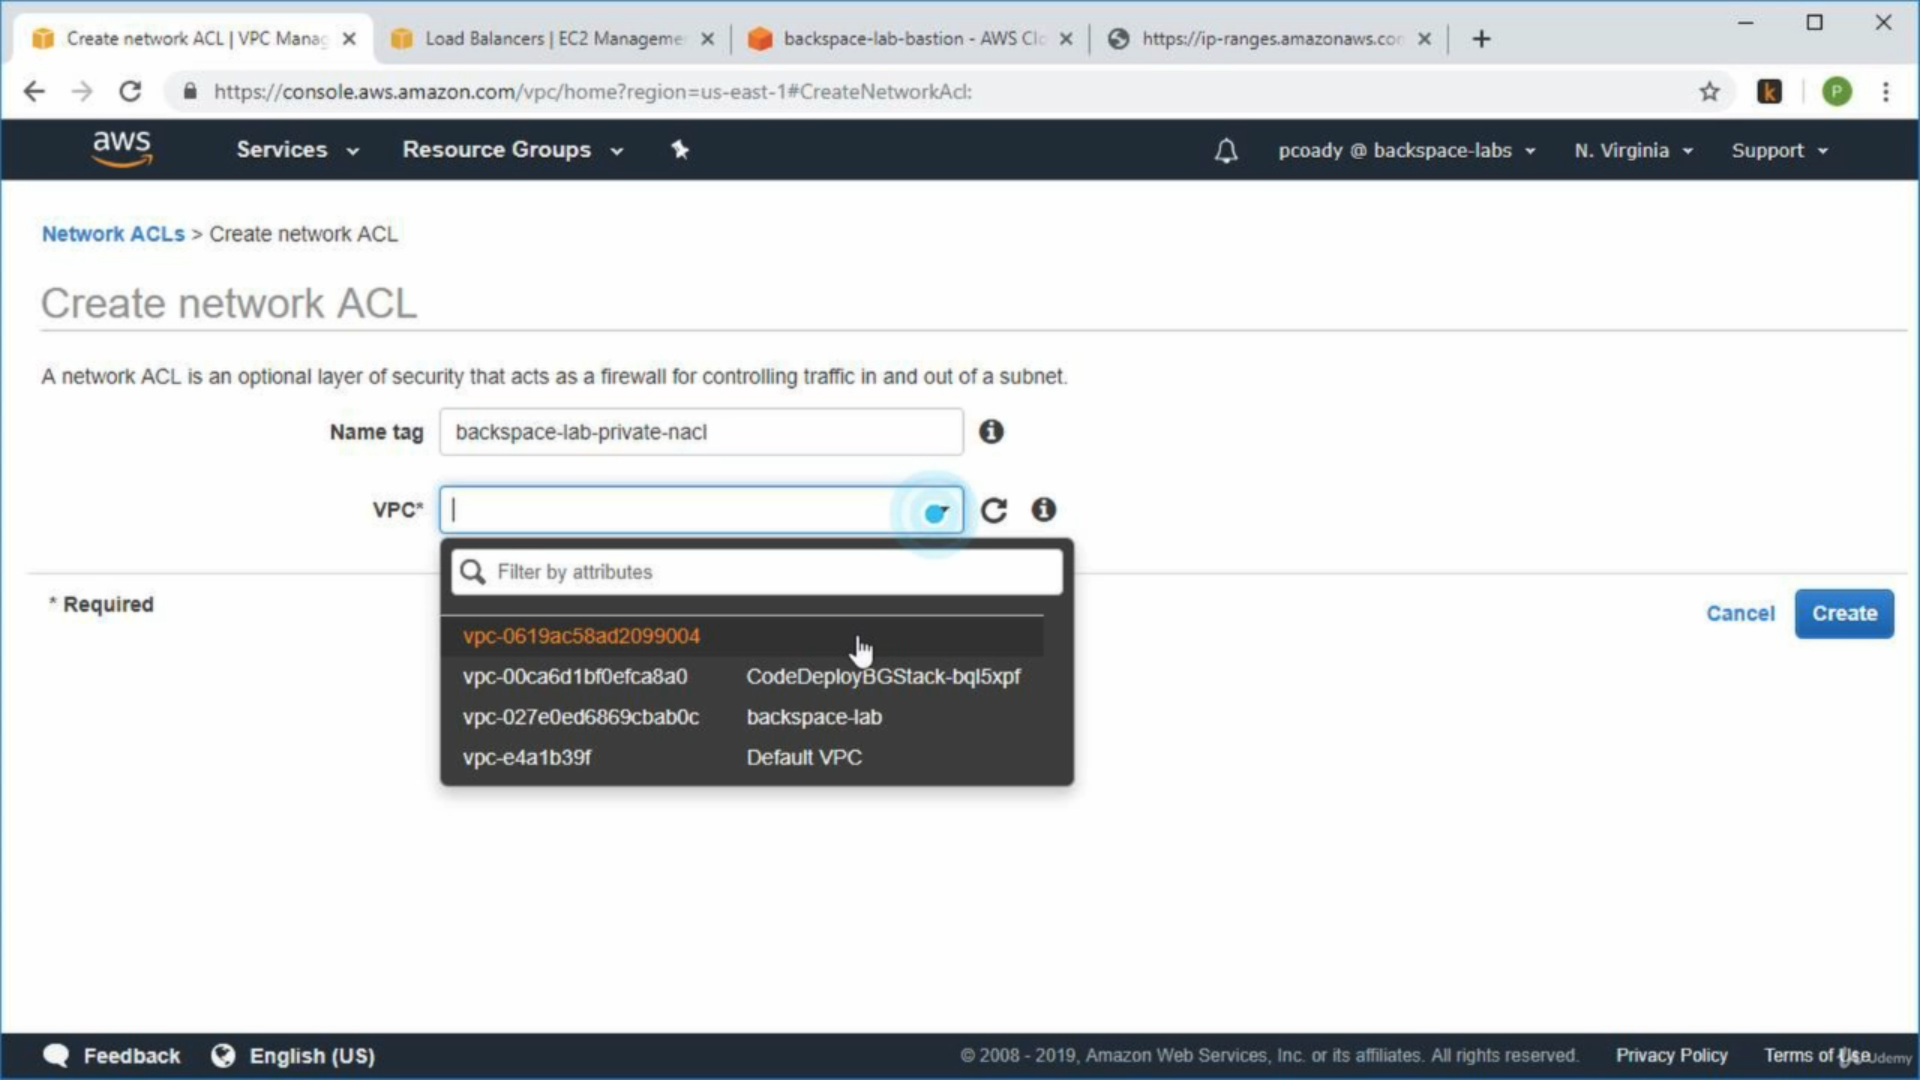 Create network ACL | VPC Manag
Load Balancers | EC2 Manageme
backspace-lab-bastion - AWS Clo
https://ip-ranges.amazonaws.co
https://console.aws.amazon.com/vpc/home?region=us-east-1#CreateNetworkAcl:
k
P
aws
Services
Resource Groups
pcoady @ backspace-labs
N. Virginia
Support
Network ACLs > Create network ACL
Create network ACL
A network ACL is an optional layer of security that acts as a firewall for controlling traffic in and out of a subnet.
Name tag
backspace-lab-private-nacl
VPC*
Filter by attributes
* Required
Cancel
Create
vpc-0619ac58ad2099004
vpc-00ca6d1bf0efca8a0 CodeDeployBGStack-bql5xpf
vpc-027e0ed6869cbab0c backspace-lab
vpc-e4a1b39f Default VPC
Feedback
English (US)
© 2008 - 2019, Amazon Web Services, Inc. or its affiliates. All rights reserved.
Privacy Policy
Terms of Use
Udemy